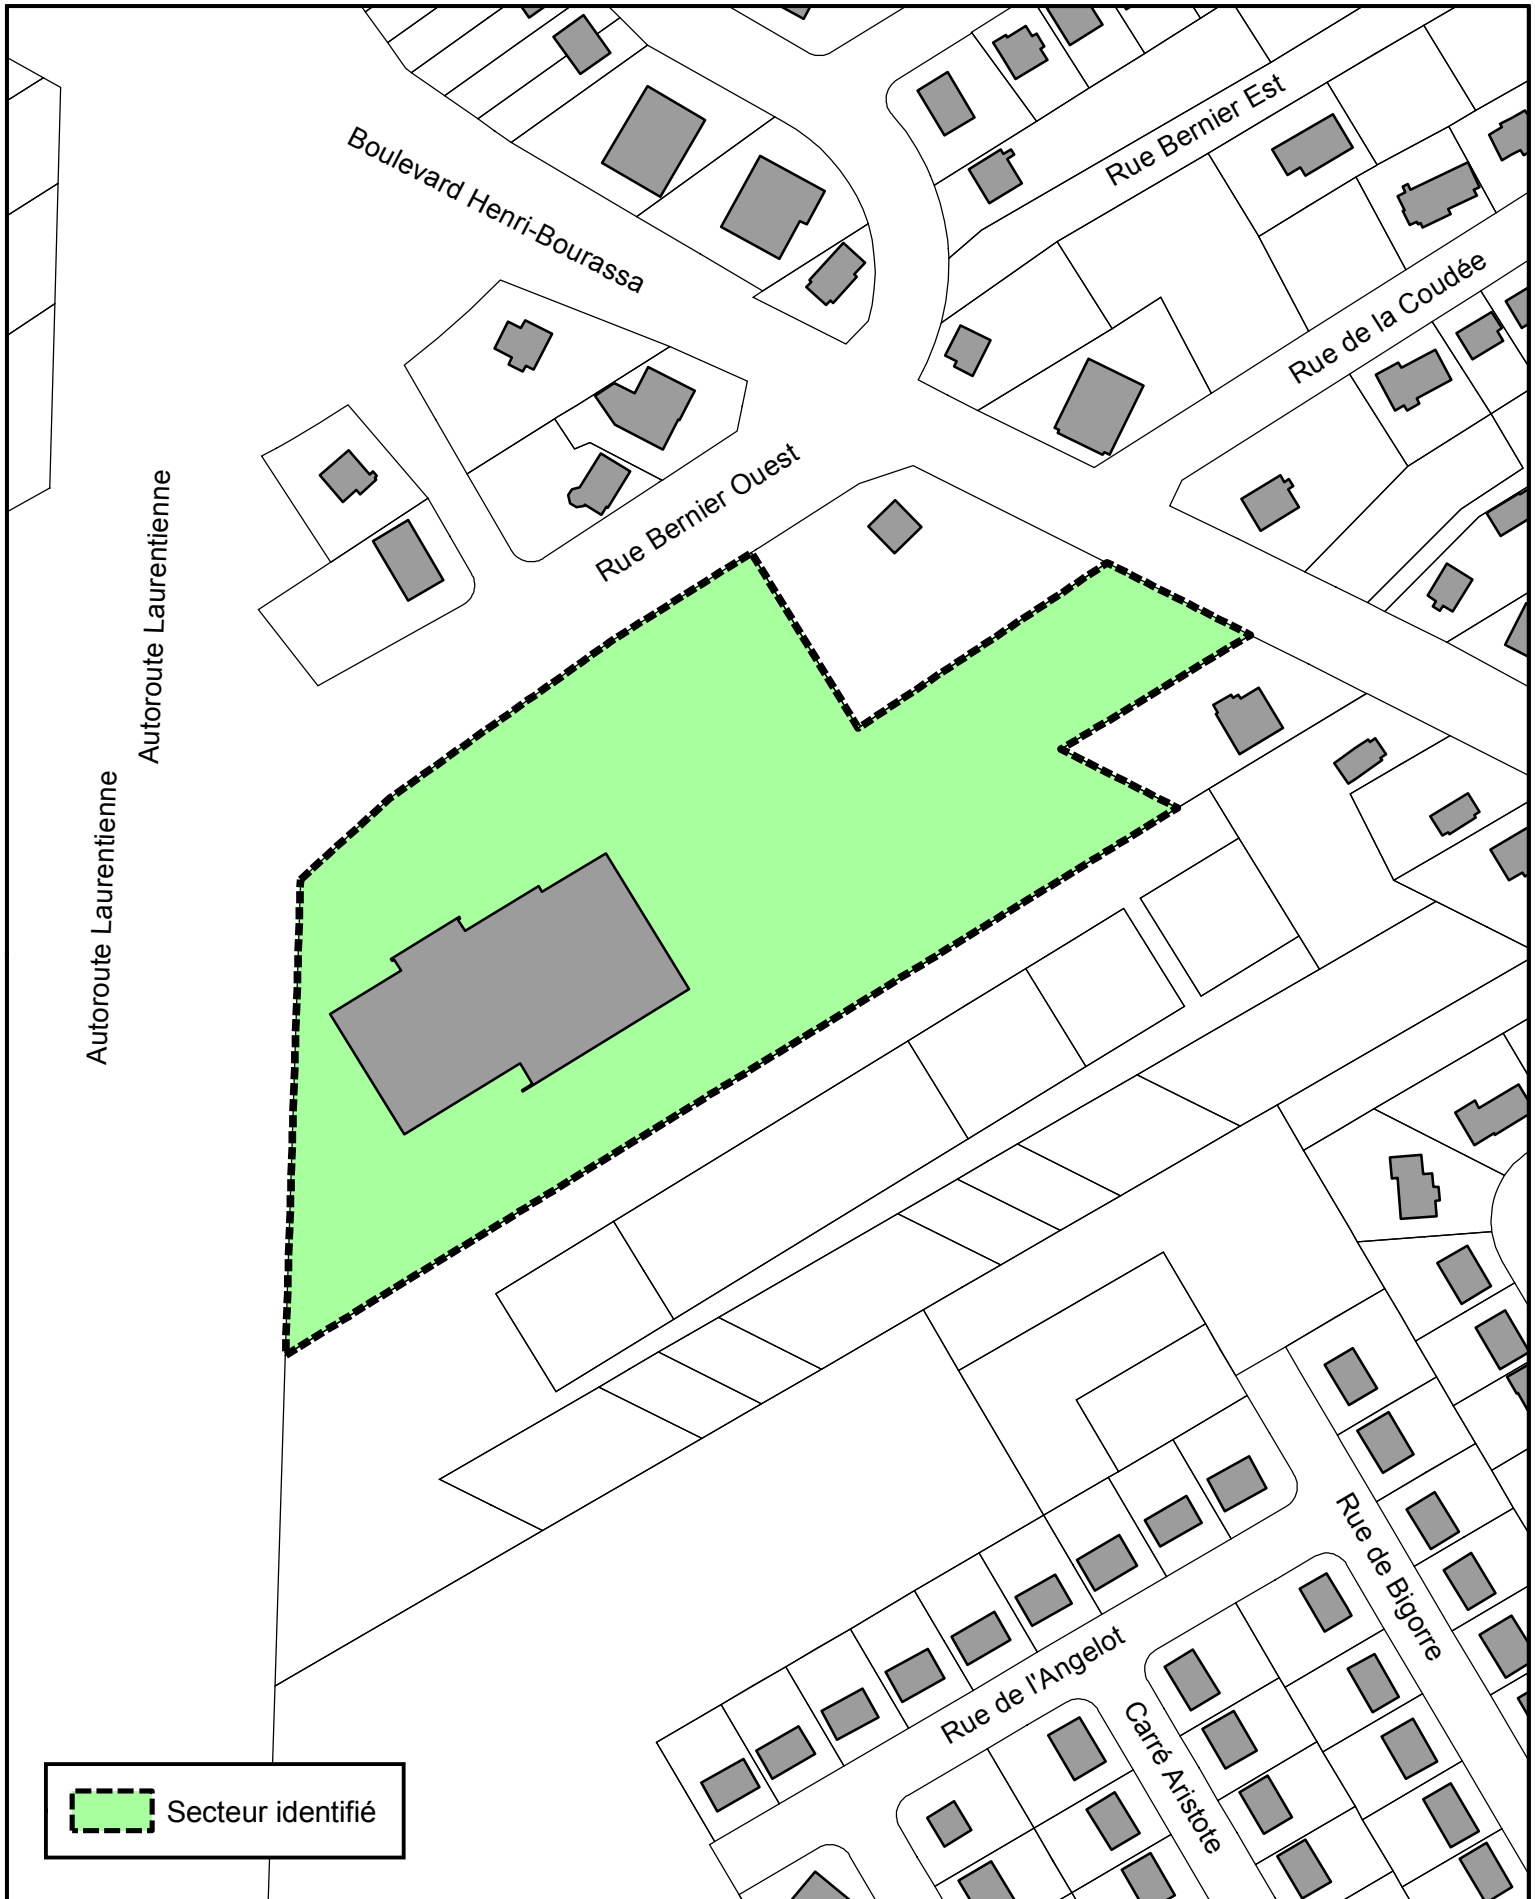 Rue Bernier Est
Boulevard Henri-Bourassa
Rue de la Coudée
Rue Bernier Ouest
Autoroute Laurentienne
Autoroute Laurentienne
Rue de Bigorre
Rue de l'Angelot
Carré Aristote
Secteur identifié